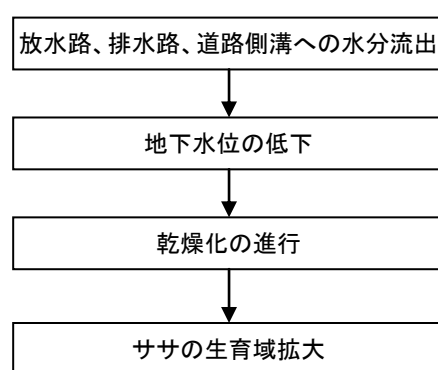 放水路、排水路、道路側溝への水分流出
地下水位の低下
乾燥化の進行
ササの生育域拡大